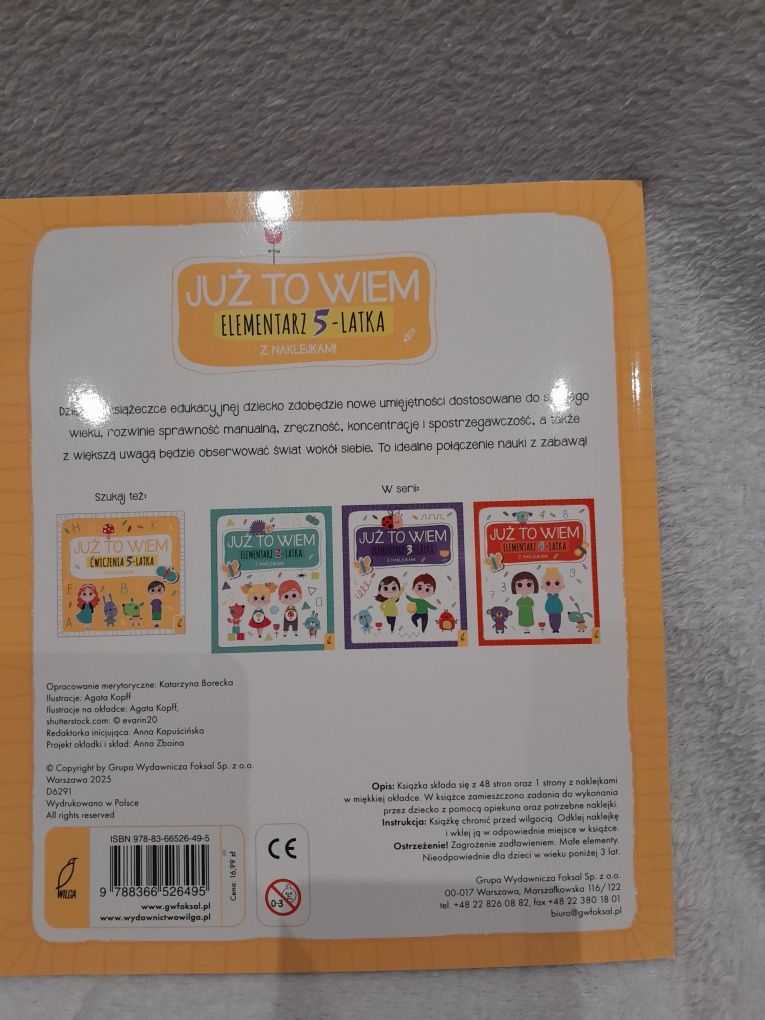 JUŻ TO WIEM
ELEMENTARZ 5-LATKA
Z NAKLEJKAMI
książeczce edukacyjnej dziecko zdobędzie nowe umiejętności dostosowane do
wieku, rozwinie sprawność manualną, zręczność, koncentrację i spostrzegawczość, a także
z większą uwagą będzie obserwować świat wokół siebie. To idealne połączenie nauki z zabawą!
Szukaj też:
W serii:
JUŻ TO WIEM
ĆWICZENIA 5-LATKA
Z NAKLEJKAMI
JUŻ TO WIEM
ELEMENTARZ 2-LATKA
Z NAKLEJKAMI
JUŻ TO WIEM
ELEMENTARZ 3-LATKA
Z NAKLEJKAMI
JUŻ TO WIEM
ELEMENTARZ 4-LATKA
Z NAKLEJKAMI
Opracowanie merytoryczne: Katarzyna Borecka
Ilustracje: Agata Kopff
Ilustracje na okładce: Agata Kopff,
shutterstock.com: © evarin20
Redaktorka inicjująca: Anna Kapuścińska
Projekt okładki i skład: Anna Zboina
© Copyright by Grupa Wydawnicza Foksal Sp. z o.o.
Warszawa 2025
D6291
Wydrukowano w Polsce
All rights reserved
ISBN 978-83-66526-49-5
9 788366 526495
www.gwfoksal.pl
www.wydawnictwowilga.pl
WILGA
Cena: 16,99 zł
CE
0-3
Opis: Książka składa się z 48 stron oraz 1 strony z naklejkami
w miękkiej okładce. W książce zamieszczono zadania do wykonania
przez dziecko z pomocą opiekuna oraz potrzebne naklejki.
Instrukcja: Książkę chronić przed wilgocią. Odklej naklejkę
i wklej ją w odpowiednie miejsce w książce.
Ostrzeżenie! Zagrożenie zadławieniem. Małe elementy.
Nieodpowiednie dla dzieci w wieku poniżej 3 lat.
Grupa Wydawnicza Foksal Sp. z o.o.
00-017 Warszawa, Marszałkowska 116/122
tel. +48 22 826 08 82, fax +48 22 380 18 01
biuro@gwfoksal.pl